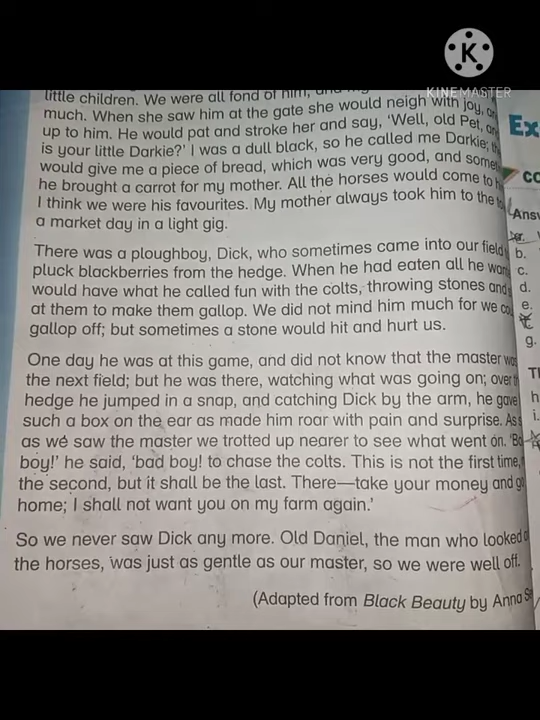 K
KINEMASTER
little children. We were all fond of him,
much. When she saw him at the gate she would neigh with joy,
up to him. He would pat and stroke her and say, 'Well, old Pet,
is your little Darkie?' I was a dull black, so he called me Darkie;
would give me a piece of bread, which was very good, and
he brought a carrot for my mother. All the horses would come to
I think we were his favourites. My mother always took him to the
a market day in a light gig.
There was a ploughboy, Dick, who sometimes came into our field
pluck blackberries from the hedge. When he had eaten all he
would have what he called fun with the colts, throwing stones and
at them to make them gallop. We did not mind him much for we
gallop off; but sometimes a stone would hit and hurt us.
One day he was at this game, and did not know that the master
the next field; but he was there, watching what was going on; over
hedge he jumped in a snap, and catching Dick by the arm, he gave
such a box on the ear as made him roar with pain and surprise. As
as we saw the master we trotted up nearer to see what went on.
boy!' he said, 'bad boy! to chase the colts. This is not the first time,
the second, but it shall be the last. There—take your money and
home; I shall not want you on my farm again.'
So we never saw Dick any more. Old Daniel, the man who looked
the horses, was just as gentle as our master, so we were well off.
(Adapted from Black Beauty by Anna
Ex
b.
c.
d.
e.
g.
h
i.